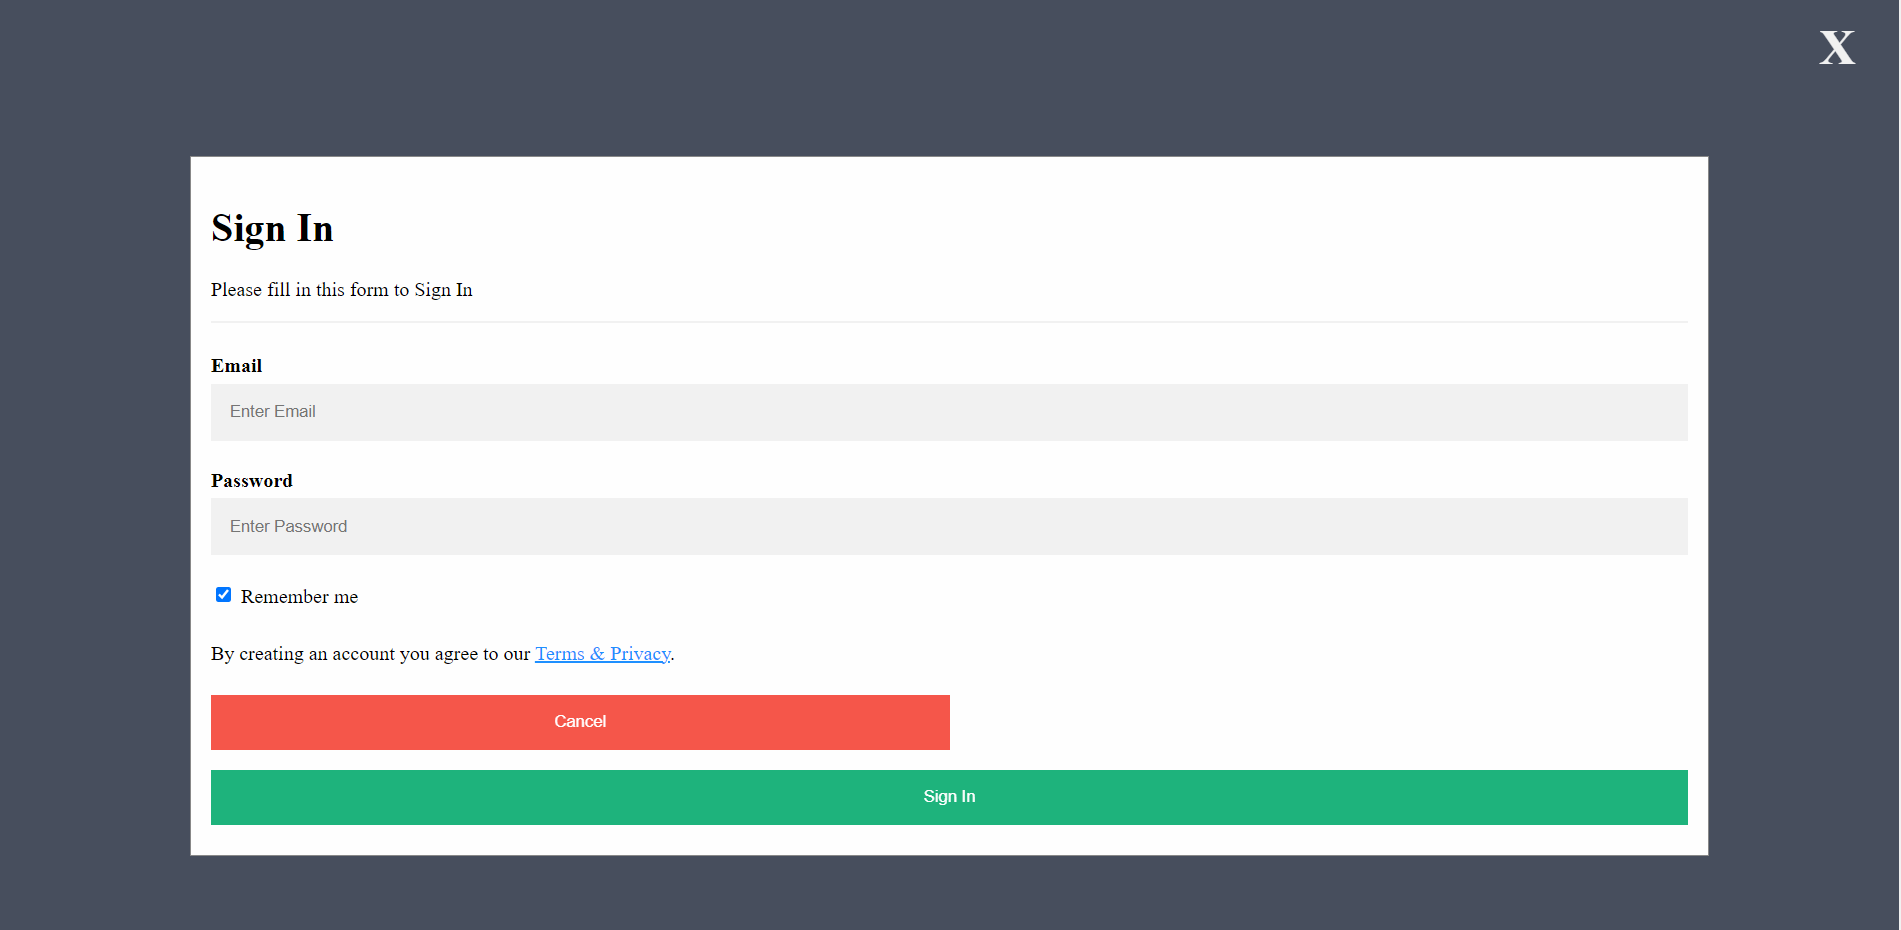 X
Sign In
Please fill in this form to Sign In
Email
Enter Email
Password
Enter Password
Remember me
By creating an account you agree to our Terms & Privacy.
Cancel
Sign In